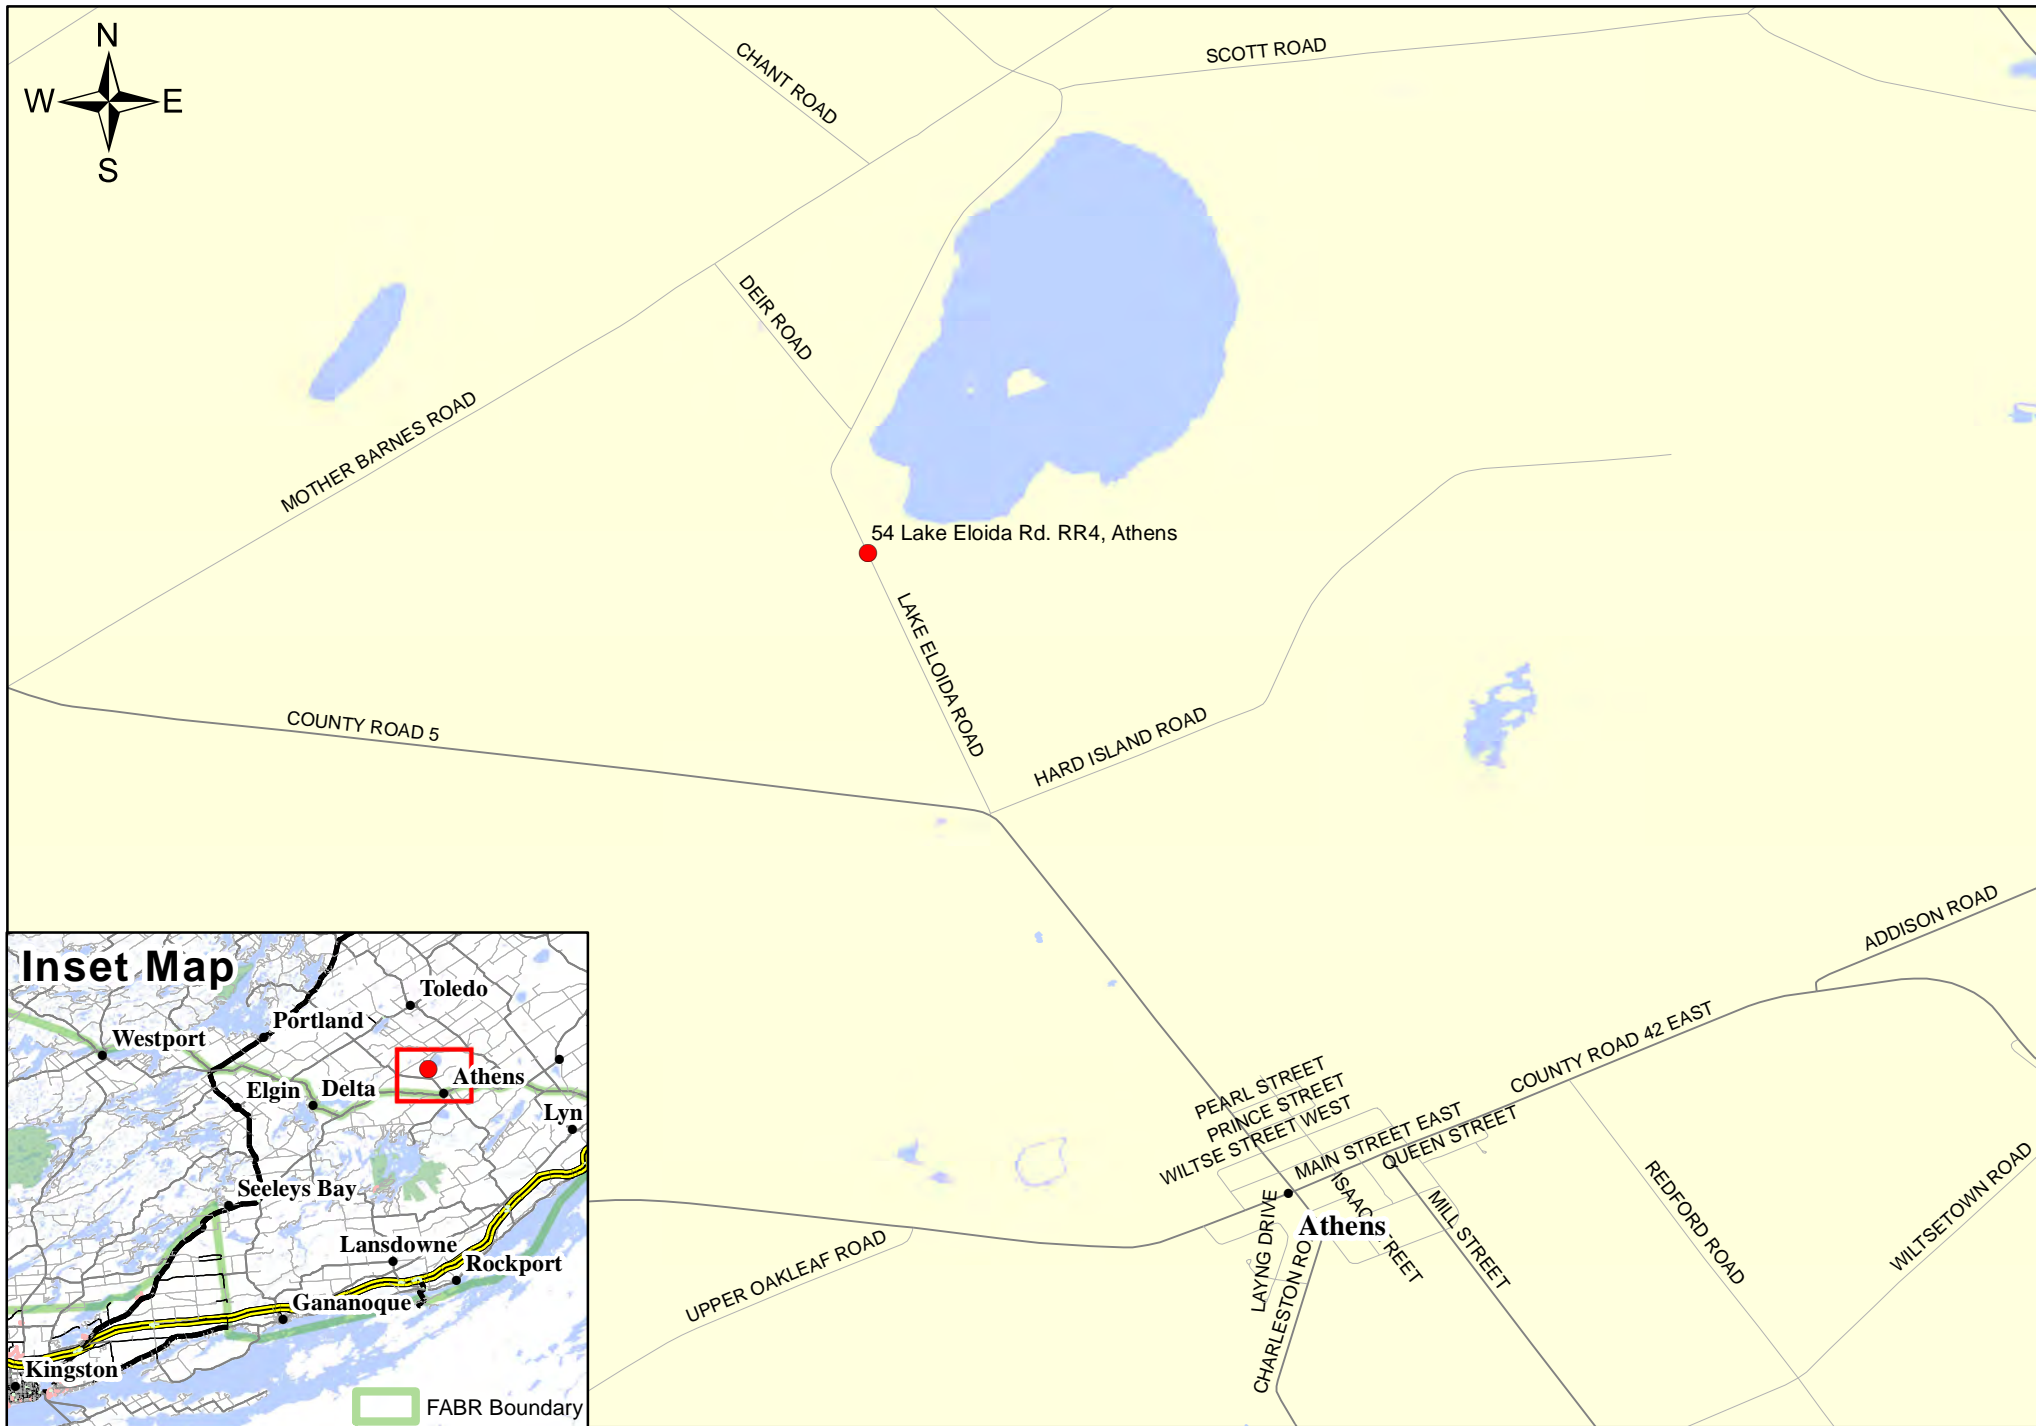 N
W E
S
CHANT ROAD
SCOTT ROAD
DEIR ROAD
MOTHER BARNES ROAD
54 Lake Eloida Rd. RR4, Athens
LAKE ELOIDA ROAD
COUNTY ROAD 5
HARD ISLAND ROAD
ADDISON ROAD
COUNTY ROAD 42 EAST
PEARL STREET
PRINCE STREET
WILTSE STREET WEST
MAIN STREET EAST
QUEEN STREET
ISAAC STREET
MILL STREET
REDFORD ROAD
WILTSETOWN ROAD
LAYNG DRIVE
Athens
CHARLESTON ROAD
UPPER OAKLEAF ROAD
Inset Map
Toledo
Portland
Westport
Elgin
Delta
Athens
Lyn
Seeleys Bay
Lansdowne
Rockport
Gananoque
Kingston
FABR Boundary